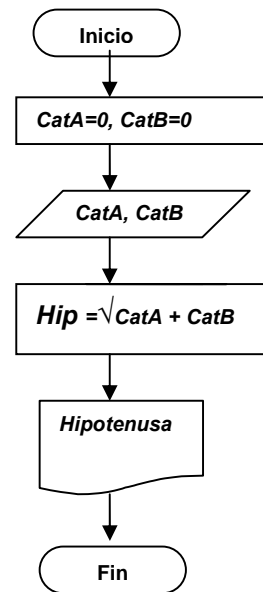 Inicio
CatA=0, CatB=0
CatA, CatB
Hip =√CatA + CatB
Hipotenusa
Fin